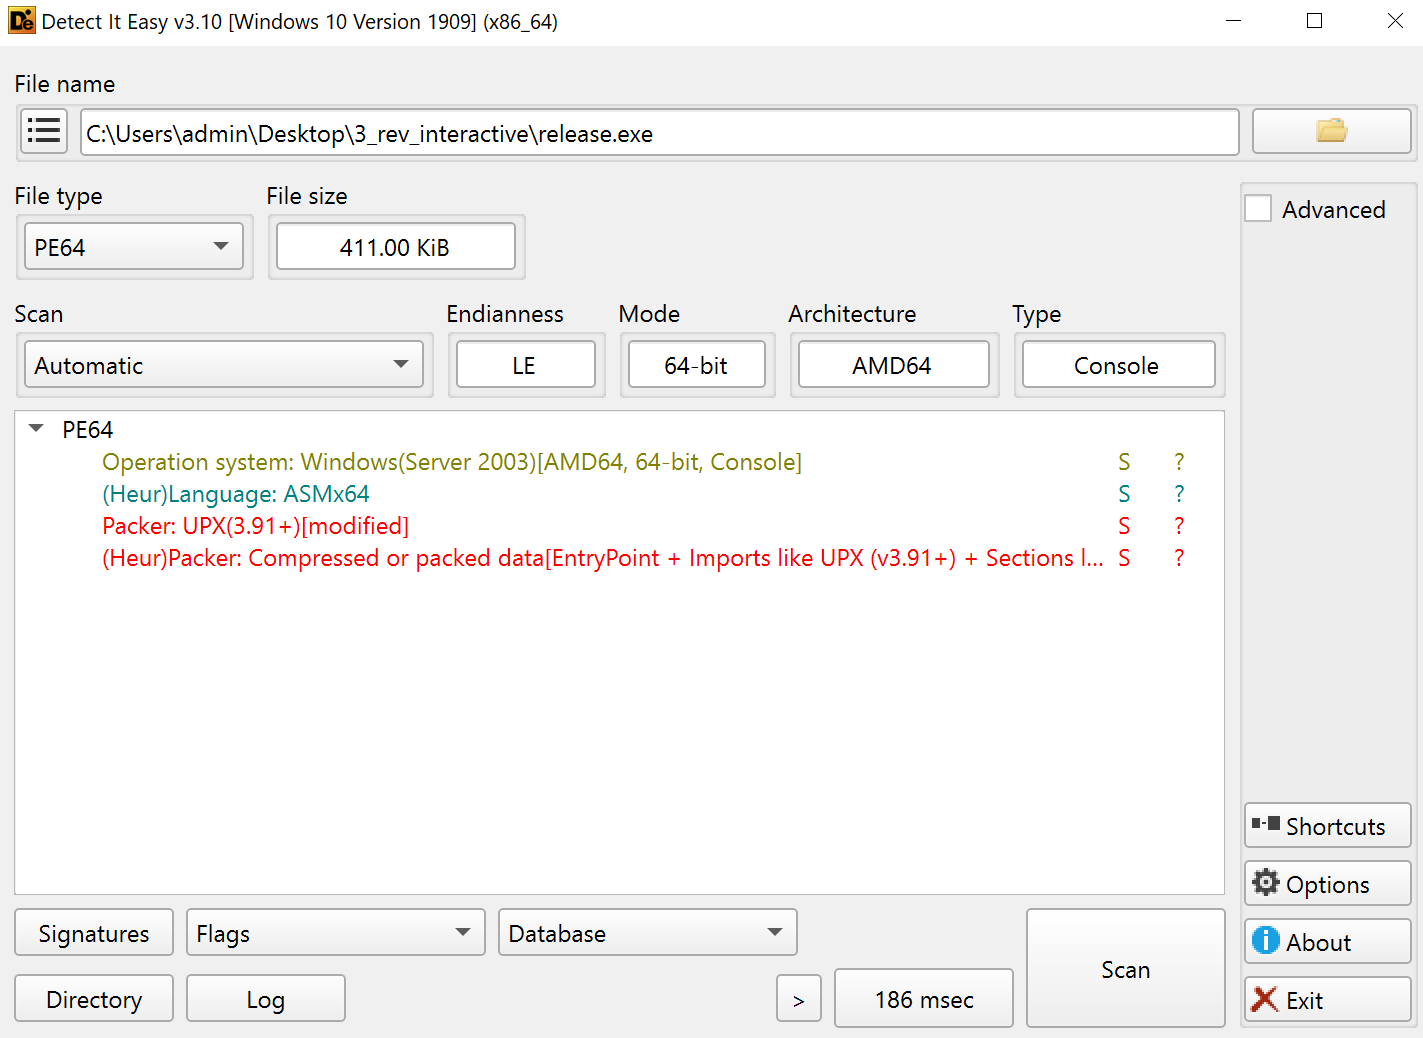 Detect It Easy v3.10 [Windows 10 Version 1909] (x86_64)
File name
C:\Users\admin\Desktop\3_rev_interactive\release.exe
File type
File size
PE64
411.00 KiB
Advanced
Scan
Endianness
Mode
Architecture
Type
Automatic
LE
64-bit
AMD64
Console
PE64
Operation system: Windows(Server 2003)[AMD64, 64-bit, Console] S ?
(Heur)Language: ASMx64 S ?
Packer: UPX(3.91+)[modified] S ?
(Heur)Packer: Compressed or packed data[EntryPoint + Imports like UPX (v3.91+) + Sections l... S ?
Shortcuts
Options
About
Exit
Signatures
Flags
Database
Scan
Directory
Log
>
186 msec